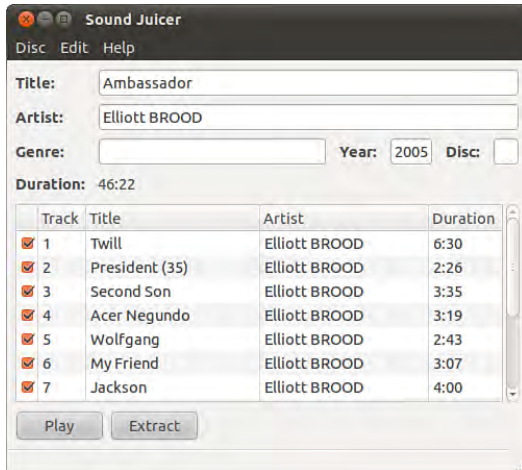 Sound Juicer
Disc Edit Help
Title: Ambassador
Artist: Elliott BROOD
Genre: Year: 2005 Disc:
Duration: 46:22
Track Title Artist Duration
1 Twill Elliott BROOD 6:30
2 President (35) Elliott BROOD 2:26
3 Second Son Elliott BROOD 3:35
4 Acer Negundo Elliott BROOD 3:19
5 Wolfgang Elliott BROOD 2:43
6 My Friend Elliott BROOD 3:07
7 Jackson Elliott BROOD 4:00
Play Extract